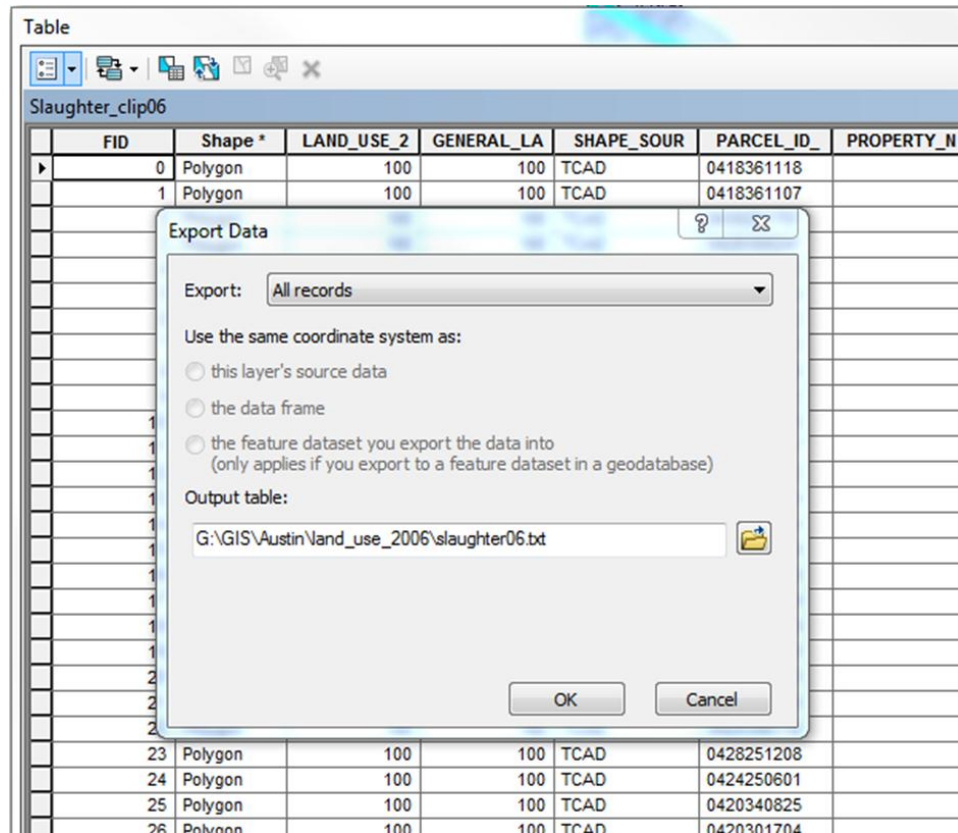 Table
Slaughter_clip06
FID Shape * LAND_USE_2 GENERAL_LA SHAPE_SOUR PARCEL_ID_ PROPERTY_N
0 Polygon 100 100 TCAD 0418361118
1 Polygon 100 100 TCAD 0418361107
Export Data
Export: All records
Use the same coordinate system as:
this layer's source data
the data frame
the feature dataset you export the data into
(only applies if you export to a feature dataset in a geodatabase)
Output table:
G:\GIS\Austin\land_use_2006\slaughter06.txt
OK Cancel
23 Polygon 100 100 TCAD 0428251208
24 Polygon 100 100 TCAD 0424250601
25 Polygon 100 100 TCAD 0420340825
26 Polygon 100 100 TCAD 0420301704